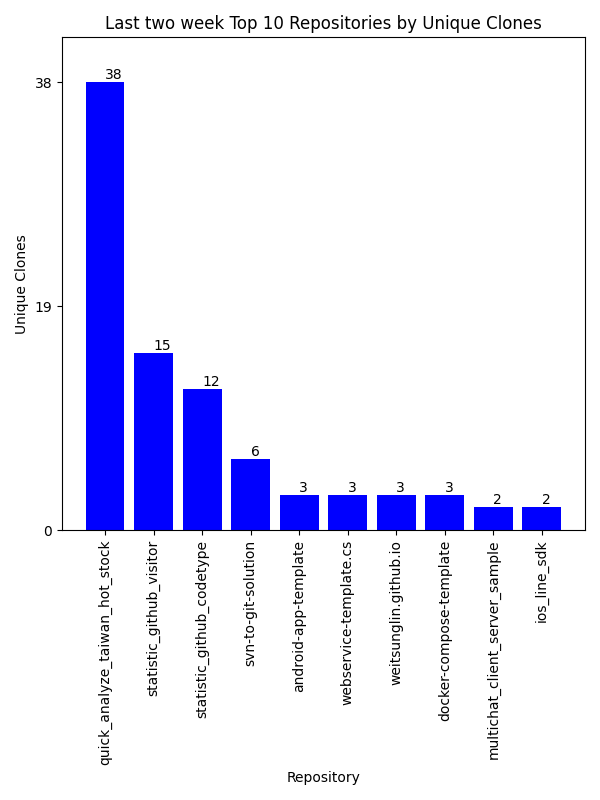 Last two week Top 10 Repositories by Unique Clones
Unique Clones
38
19
0
38
15
12
6
3
3
3
3
2
2
quick_analyze_taiwan_hot_stock
statistic_github_visitor
statistic_github_codetype
svn-to-git-solution
android-app-template
webservice-template.cs
weitsunglin.github.io
docker-compose-template
multichat_client_server_sample
ios_line_sdk
Repository